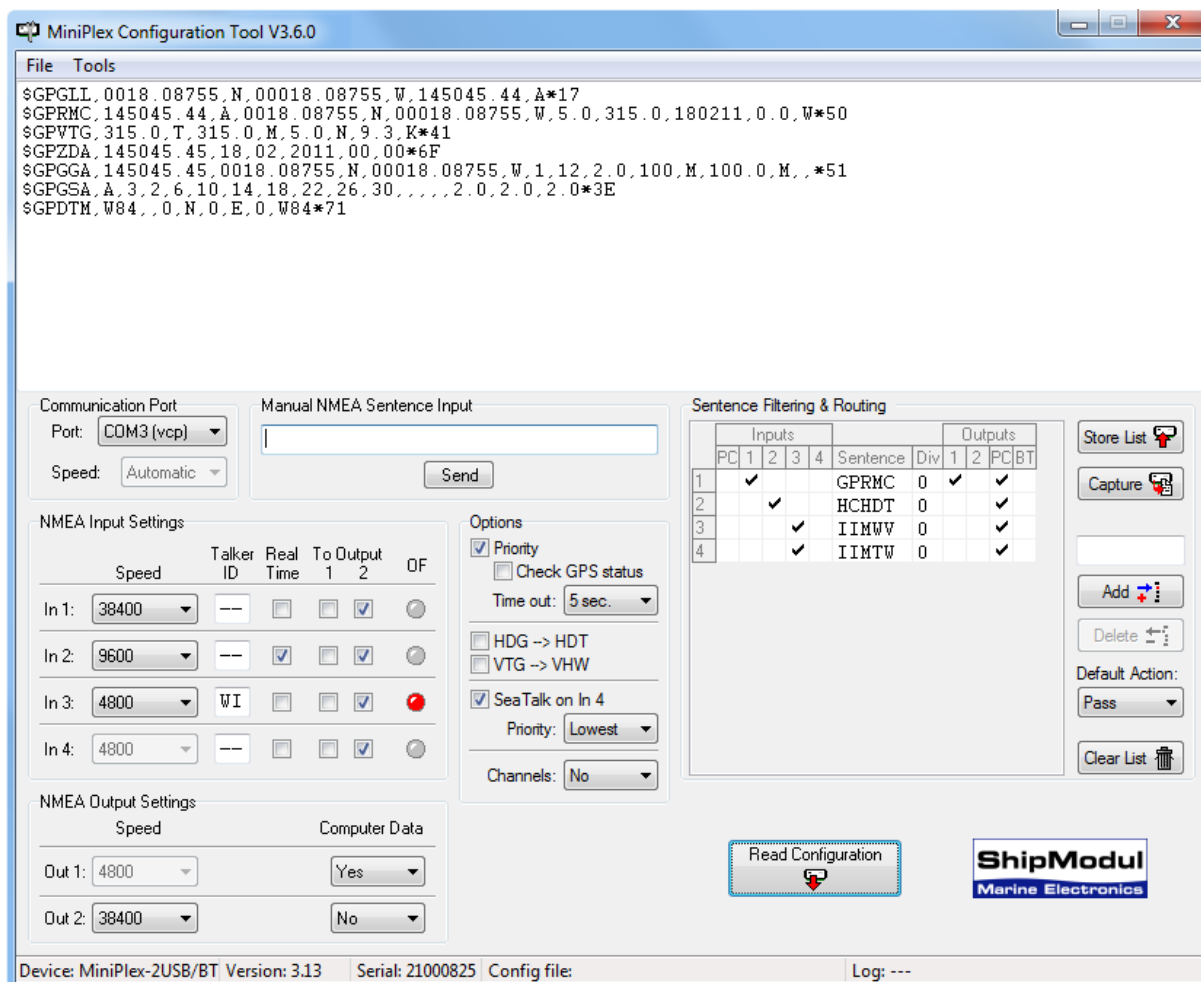 MiniPlex Configuration Tool V3.6.0
File Tools
$GPGLL,0018.08755,N,00018.08755,W,145045.44,A*17
$GPRMC,145045.44,A,0018.08755,N,00018.08755,W,5.0,315.0,180211,0.0,W*50
$GPVTG,315.0,T,315.0,M,5.0,N,9.3,K*41
$GPZDA,145045.45,18,02,2011,00,00*6F
$GPGGA,145045.45,0018.08755,N,00018.08755,W,1,12,2.0,100,M,100.0,M,,*51
$GPGSA,A,3,2,6,10,14,18,22,26,30,,,,,2.0,2.0,2.0*3E
$GPDTM,W84,,0,N,0,E,0,W84*71
Communication Port
Port: COM3 (vcp)
Speed: Automatic
Manual NMEA Sentence Input
Send
NMEA Input Settings
Speed Talker ID Real Time To Output 1 2 OF
In 1: 38400 --
In 2: 9600 --
In 3: 4800 WI
In 4: 4800 --
NMEA Output Settings
Speed Computer Data
Out 1: 4800 Yes
Out 2: 38400 No
Options
Priority
Check GPS status
Time out: 5 sec.
HDG --> HDT
VTG --> VHW
SeaTalk on In 4
Priority: Lowest
Channels: No
Sentence Filtering & Routing
Inputs Outputs
PC 1 2 3 4 Sentence Div 1 2 PC BT
1 GPRMC 0
2 HCHDT 0
3 IIMWV 0
4 IIMTW 0
Store List
Capture
Add
Delete
Default Action:
Pass
Clear List
Read Configuration
ShipModul
Marine Electronics
Device: MiniPlex-2USB/BT Version: 3.13 Serial: 21000825 Config file: Log: ---